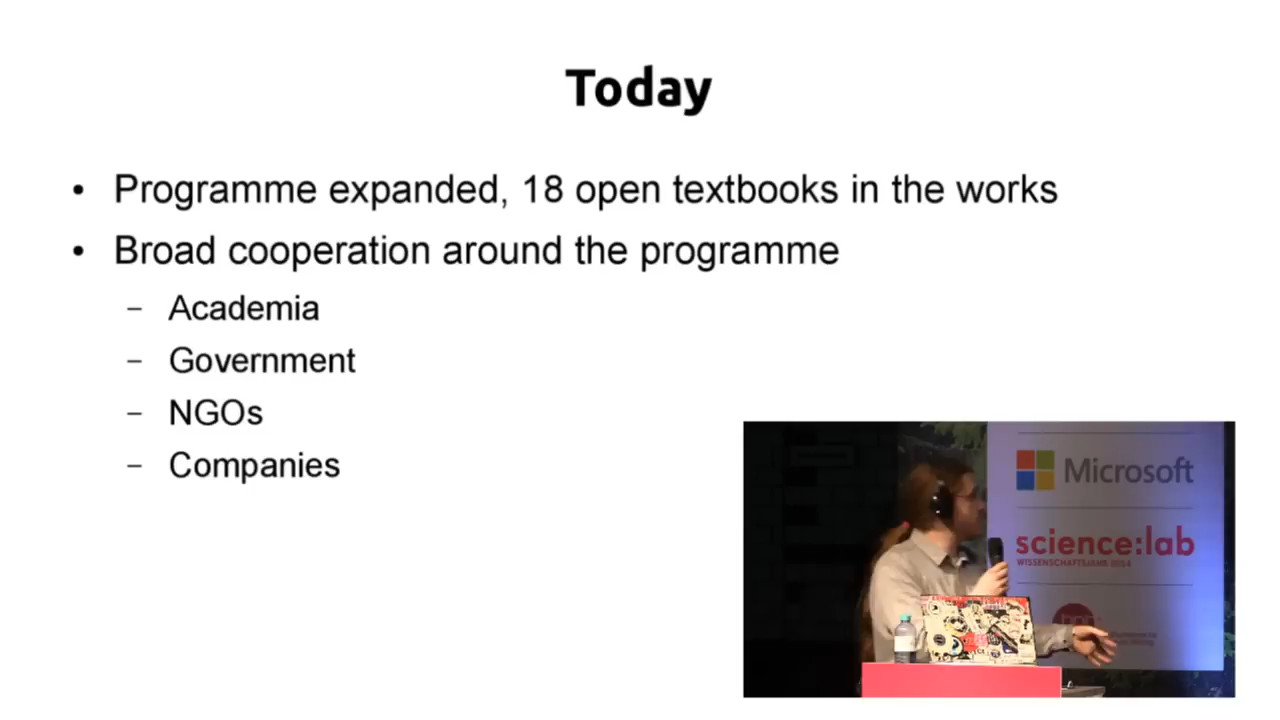 Today
• Programme expanded, 18 open textbooks in the works
• Broad cooperation around the programme
– Academia
– Government
– NGOs
– Companies
Microsoft
science:lab
WISSENSCHAFTSJAHR 2014